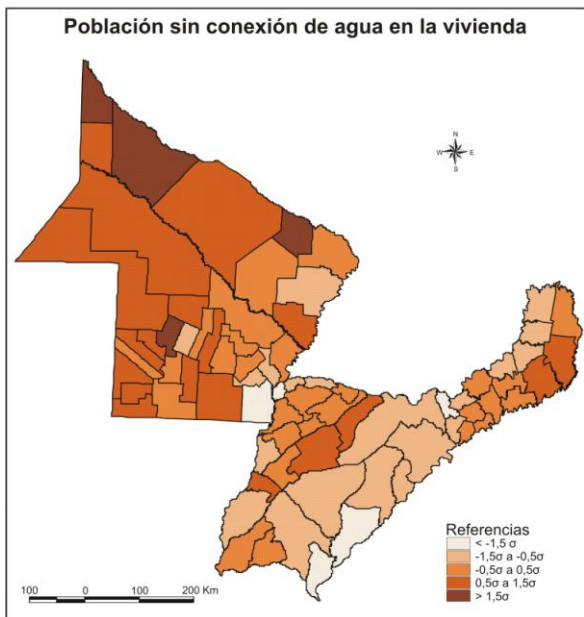 Población sin conexión de agua en la vivienda
N
W E
S
Referencias
< -1,5 σ
-1,5σ a -0,5σ
-0,5σ a 0,5σ
0,5σ a 1,5σ
> 1,5σ
100 0 100 200 Km